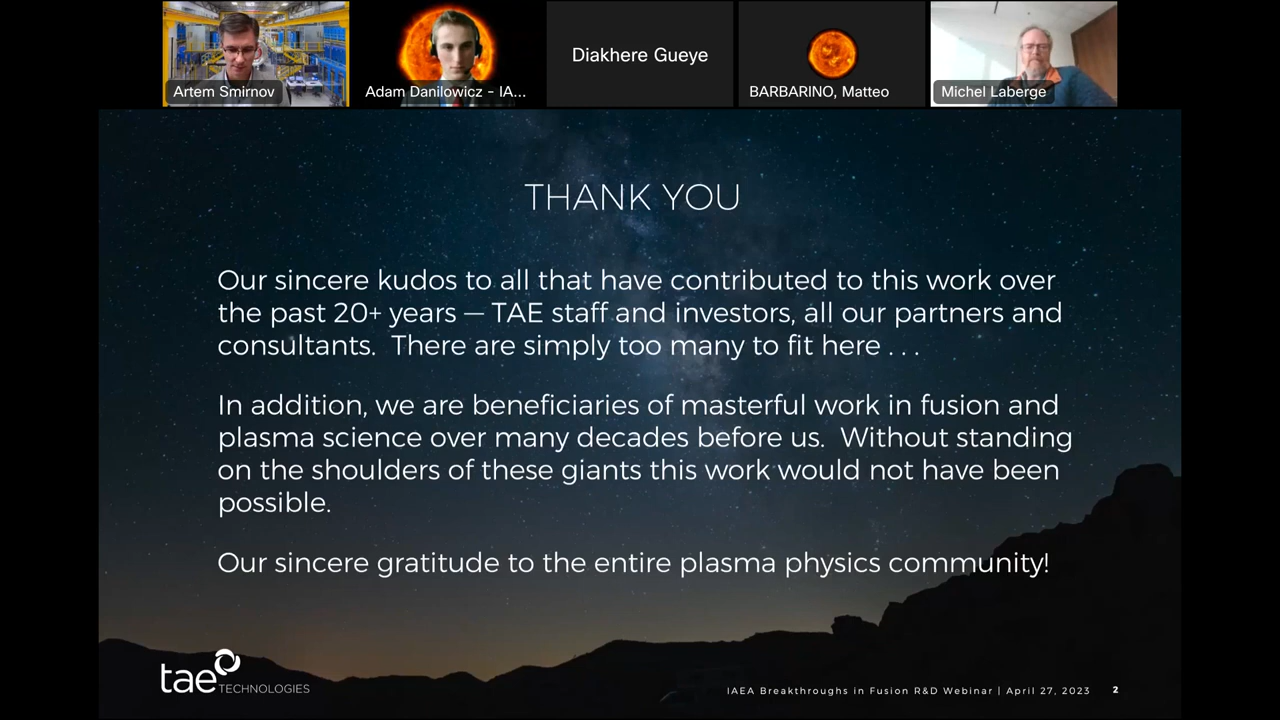 Artem Smirnov
Adam Danilowicz - IA...
Diakhere Gueye
BARBARINO, Matteo
Michel Laberge
THANK YOU
Our sincere kudos to all that have contributed to this work over
the past 20+ years — TAE staff and investors, all our partners and
consultants.  There are simply too many to fit here . . .
In addition, we are beneficiaries of masterful work in fusion and
plasma science over many decades before us.  Without standing
on the shoulders of these giants this work would not have been
possible.
Our sincere gratitude to the entire plasma physics community!
tae TECHNOLOGIES
IAEA Breakthroughs in Fusion R&D Webinar | April 27, 2023 2